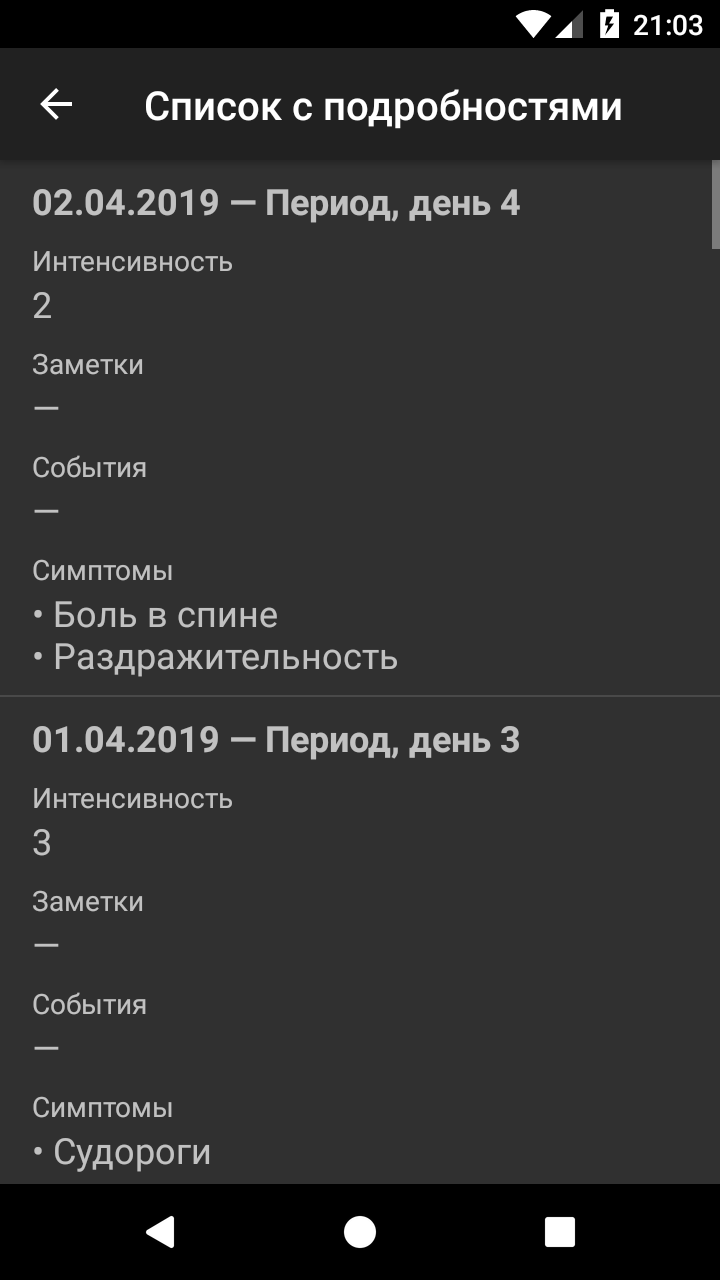 21:03
Список с подробностями
02.04.2019 — Период, день 4
Интенсивность
2
Заметки
—
События
—
Симптомы
• Боль в спине
• Раздражительность
01.04.2019 — Период, день 3
Интенсивность
3
Заметки
—
События
—
Симптомы
• Судороги